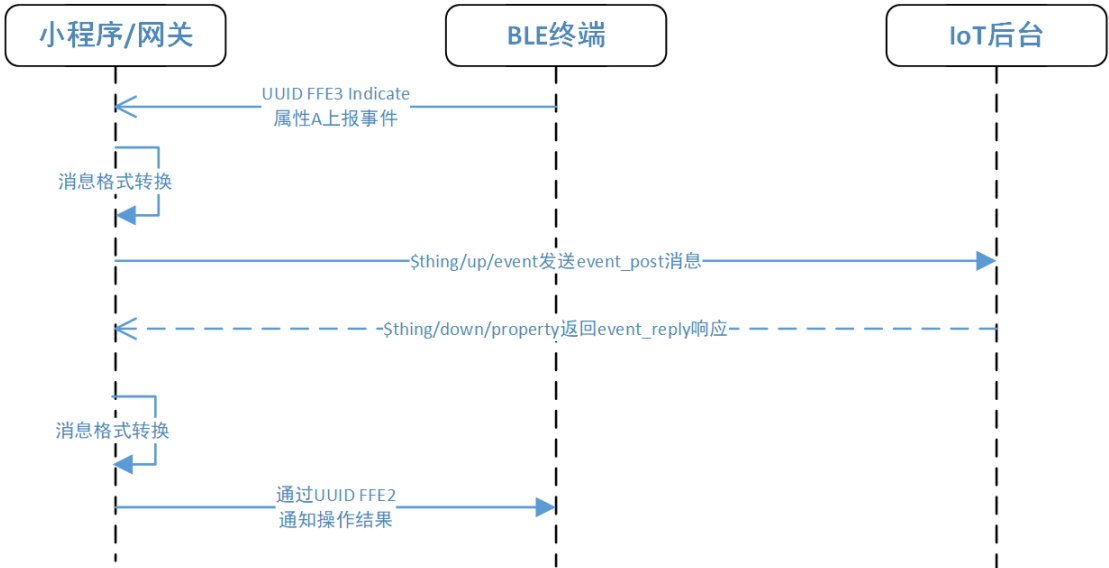 小程序/网关
BLE终端
IoT后台
UUID FFE3 Indicate
属性A上报事件
消息格式转换
$thing/up/event发送event_post消息
$thing/down/property返回event_reply响应
消息格式转换
通过UUID FFE2
通知操作结果